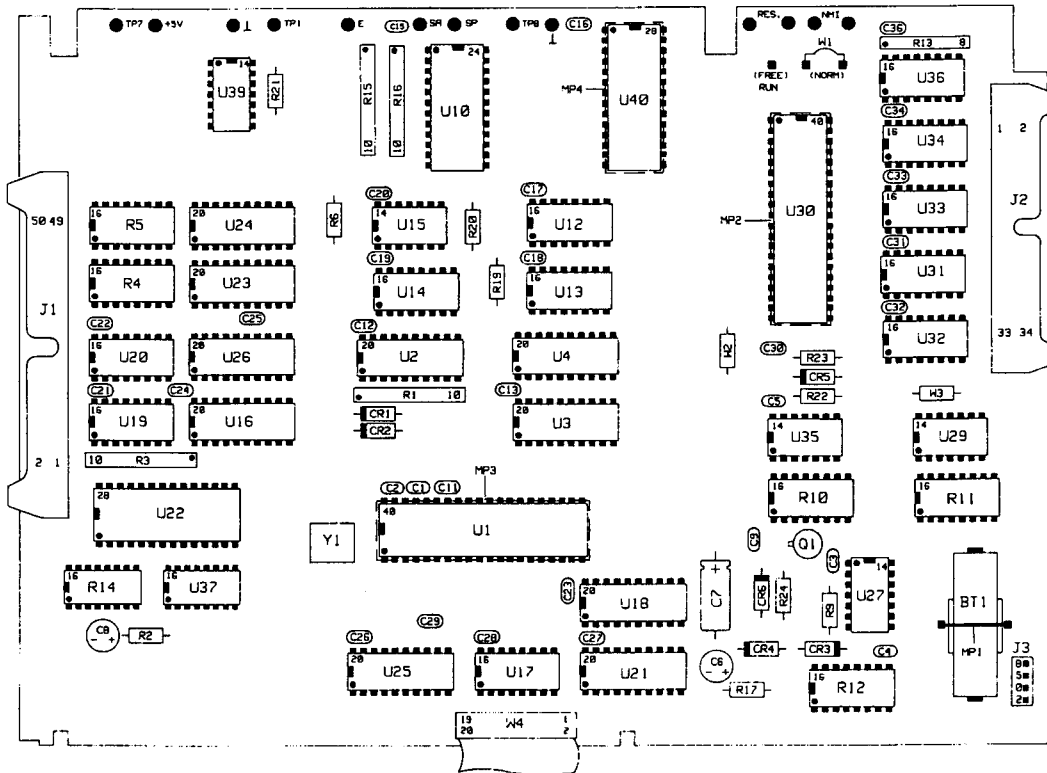 TP7 +5V ⊥ TP1 E C15 SA SP TP8 ⊥ C16 RES. NMI C36
R13 8
W1
(FREE) RUN (NORM)
14 U39 R21
R15 10
R16 10
24 U10
MP4 28 U40
16 U36
C34
16 U34
C33
16 U33
C31
16 U31
C32
16 U32
40 U30 MP2
1 2
J2
33 34
50 49
J1
2 1
16 R5
20 U24
R6
C20
14 U15
R20
C17
16 U12
16 R4
20 U23
C19
16 U14
R19
C18
16 U13
C22
16 U20
C25
20 U26
C12
20 U2
20 U4
W2
C30
R23
CR5
R22
W3
C21
16 U19
C24
20 U16
R1 10
CR1
CR2
C13
20 U3
C5
14 U35
14 U29
10 R3
28 U22
MP3
C2 C1 C11
40 U1
Y1
16 R10
16 R11
C9 Q1 C3
16 R14
16 U37
C8
- +
R2
C23
20 U18
+
C7
CR6
R24
R9
14 U27
BT1
MP1
J3
8
5
0
2
C29
C26
20 U25
C28
16 U17
C27
20 U21
C6
- +
CR4
CR3
C4
R17
16 R12
19 W4 1
20 2